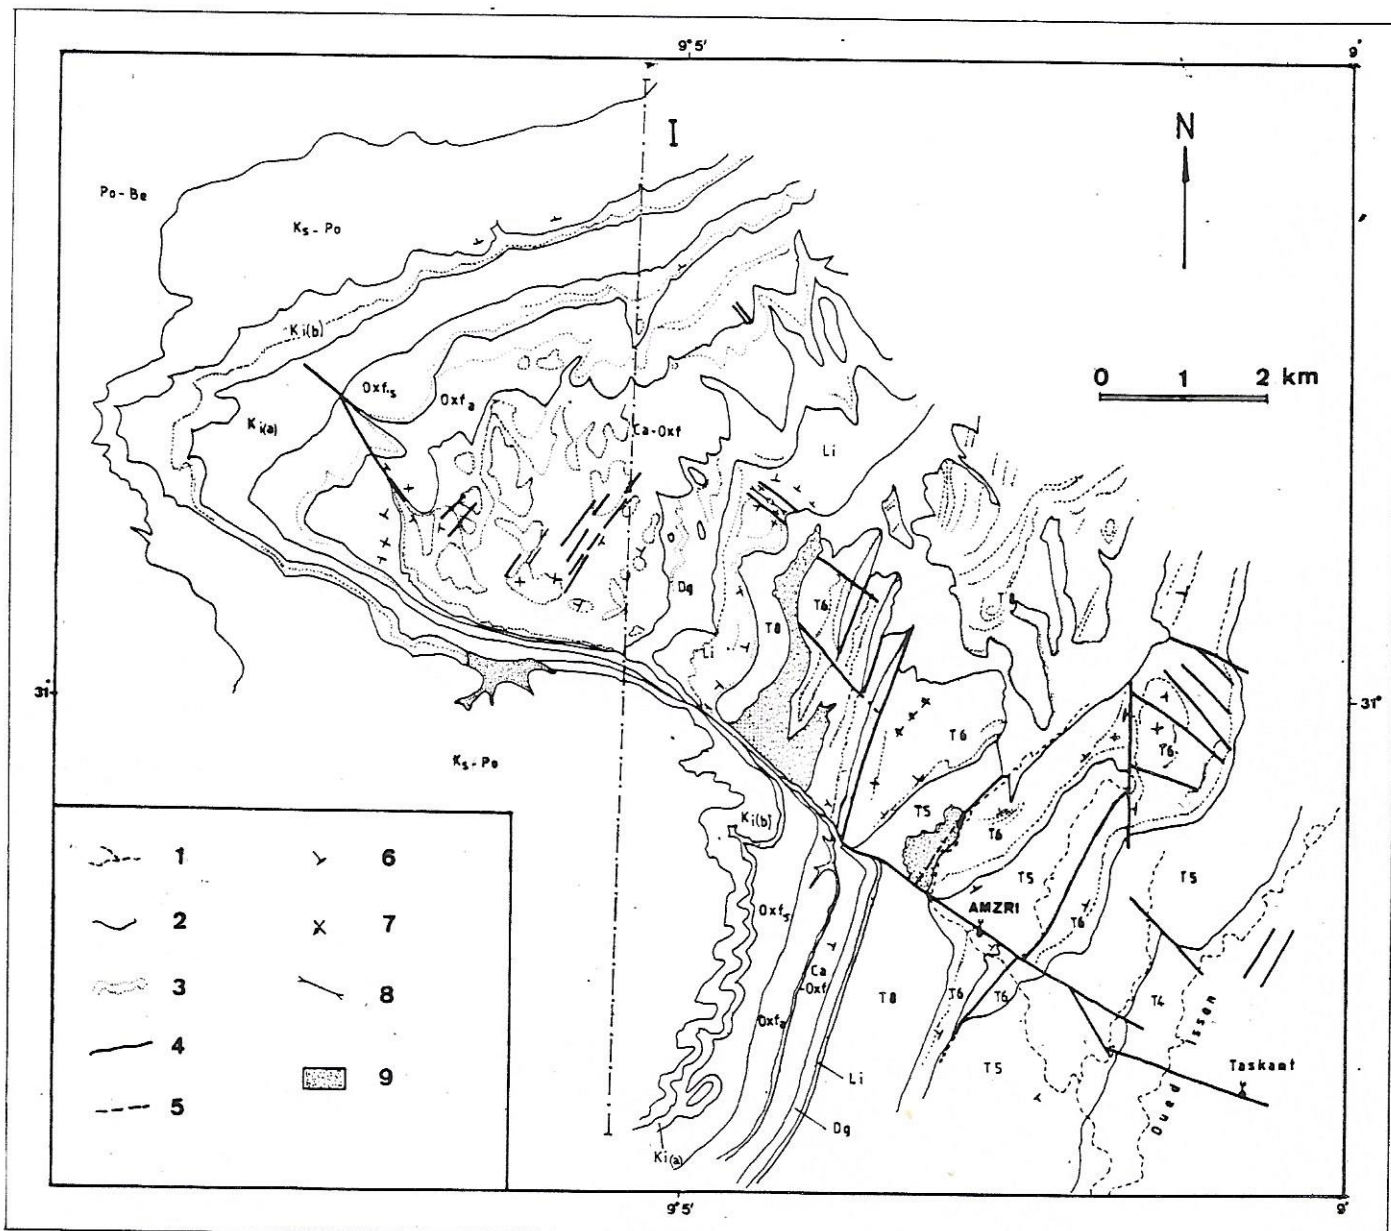 9°5'
9°
I
N
Po-Be
Ks-Po
Ki(b)
0 1 2 km
Oxf.s
Oxfa
Ki(a)
Ca-Oxf
Li
Dg
T6
T8
T8
Li
31°
31°
T6
T6
Ks-Po
T5
T6
Ki(b)
T5
T5
1 6
T6
AMZRI
2 7
Oxfs
Ca
-Oxf
T8
T6
T6
T4
3 8
Oxfa
Oued Issen
T5
Taskamt
4
Li
9
5
Dg
Ki(a)
9°5'
9°